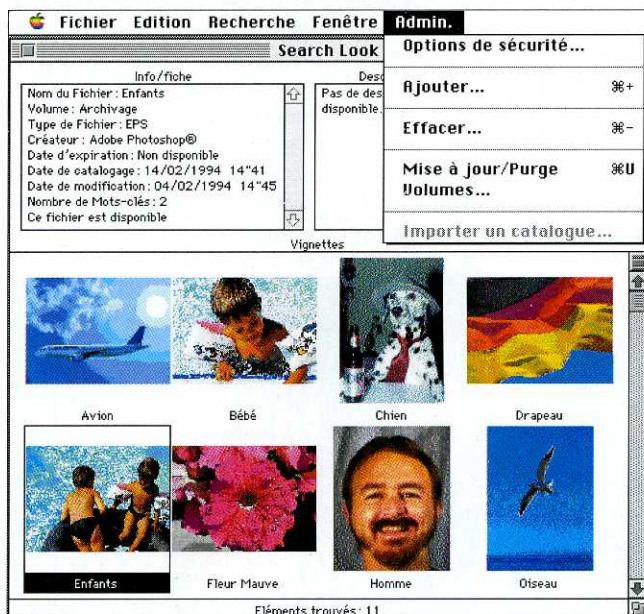 Fichier Edition Recherche Fenêtre Admin.
Search Look
Options de sécurité...
Ajouter... ⌘+
Effacer... ⌘-
Mise à jour/Purge ⌘U
Volumes...
Importer un catalogue...
Info/fiche
Nom du Fichier : Enfants
Volume : Archivage
Type de Fichier : EPS
Créateur : Adobe Photoshop®
Date d'expiration : Non disponible
Date de catalogage : 14/02/1994 14"41
Date de modification : 04/02/1994 14"45
Nombre de Mots-clés : 2
Ce fichier est disponible
Desc
Pas de des
disponible.
Vignettes
Avion Bébé Chien Drapeau
Enfants Fleur Mauve Homme Oiseau
Eléments trouvés : 11